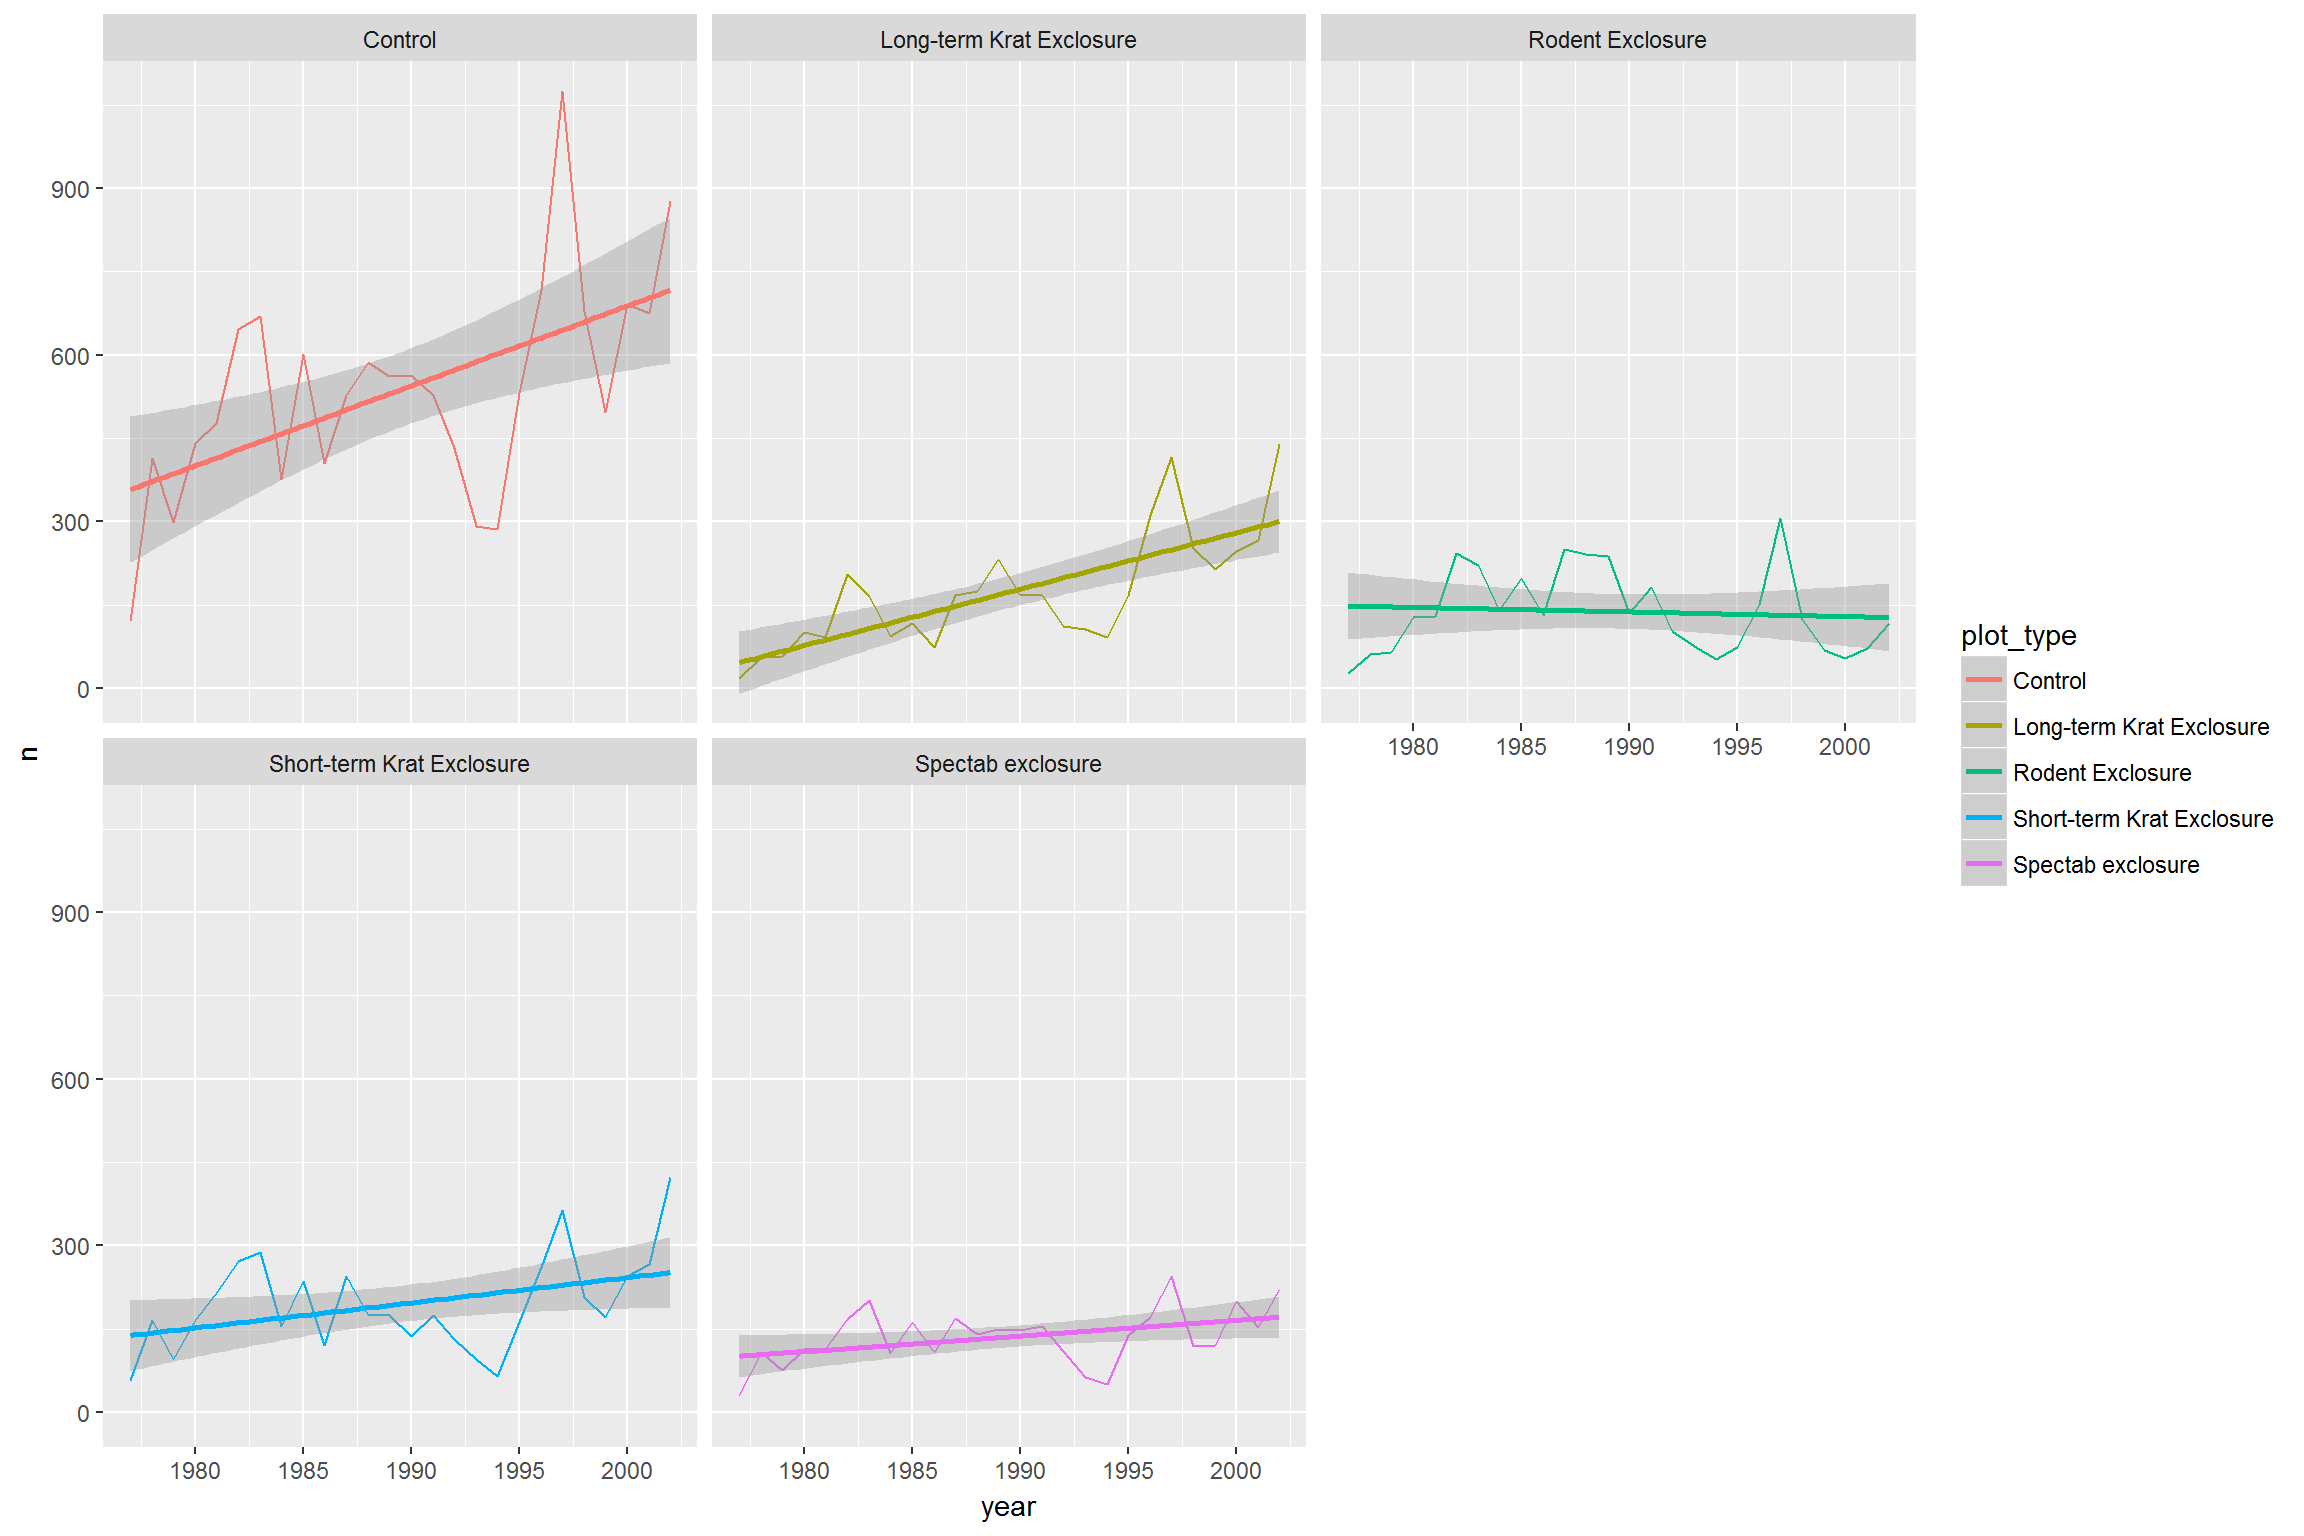 Control
Long-term Krat Exclosure
Rodent Exclosure
900
600
300
0
1980 1985 1990 1995 2000
Short-term Krat Exclosure
Spectab exclosure
900
600
300
0
1980 1985 1990 1995 2000
1980 1985 1990 1995 2000
n
year
plot_type
Control
Long-term Krat Exclosure
Rodent Exclosure
Short-term Krat Exclosure
Spectab exclosure